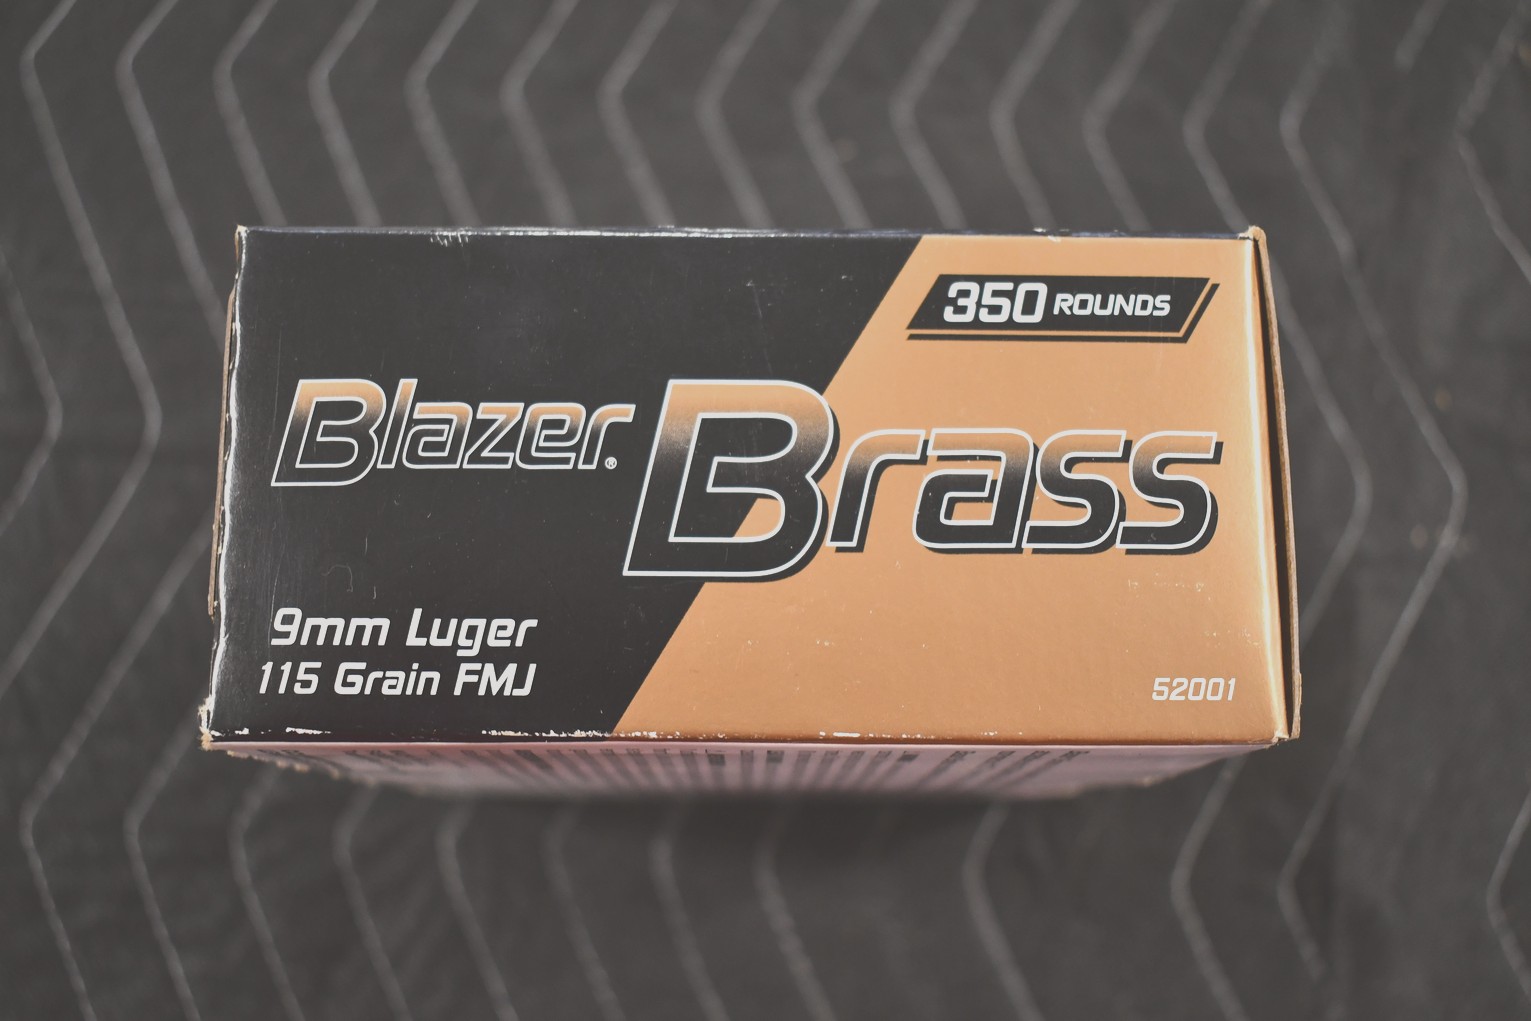 350 ROUNDS
Blazer® Brass
9mm Luger
115 Grain FMJ
52001